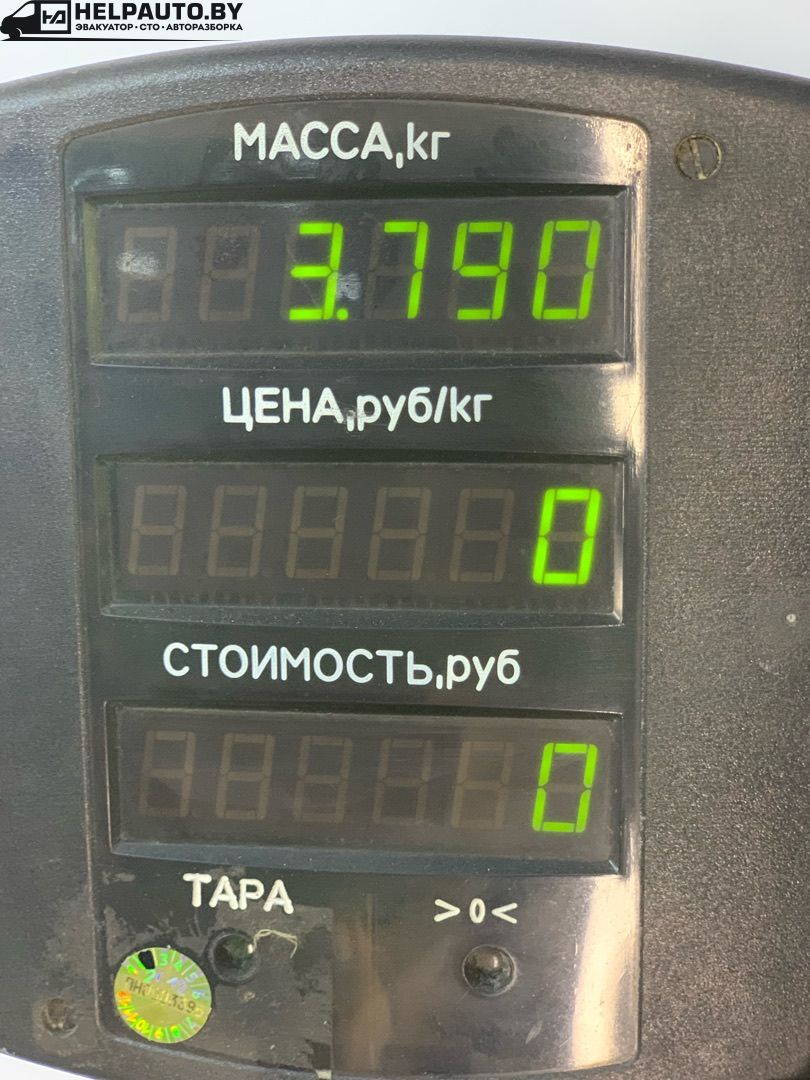 HELPAUTO.BY
ЭВАКУАТОР • СТО • АВТОРАЗБОРКА
МАССА,кг
3.790
ЦЕНА,руб/кг
0
СТОИМОСТЬ,руб
0
ТАРА
>0<